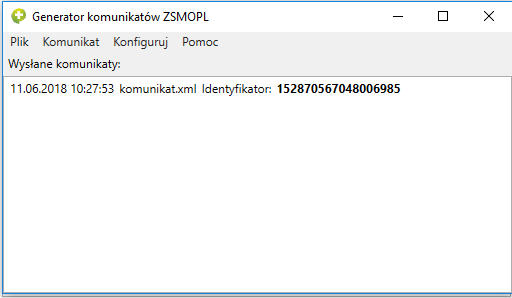 Generator komunikatów ZSMOPL
Plik Komunikat Konfiguruj Pomoc
Wysłane komunikaty:
11.06.2018 10:27:53 komunikat.xml Identyfikator: 152870567048006985